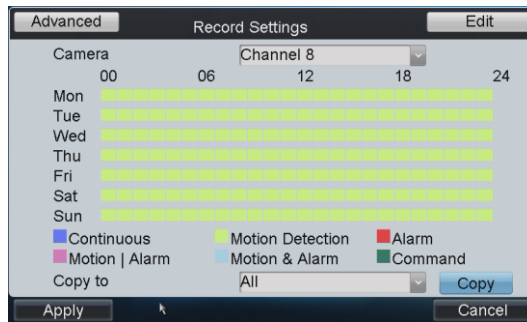 Advanced Record Settings Edit
Camera Channel 8
00 06 12 18 24
Mon
Tue
Wed
Thu
Fri
Sat
Sun
Continuous Motion Detection Alarm
Motion | Alarm Motion & Alarm Command
Copy to All Copy
Apply Cancel